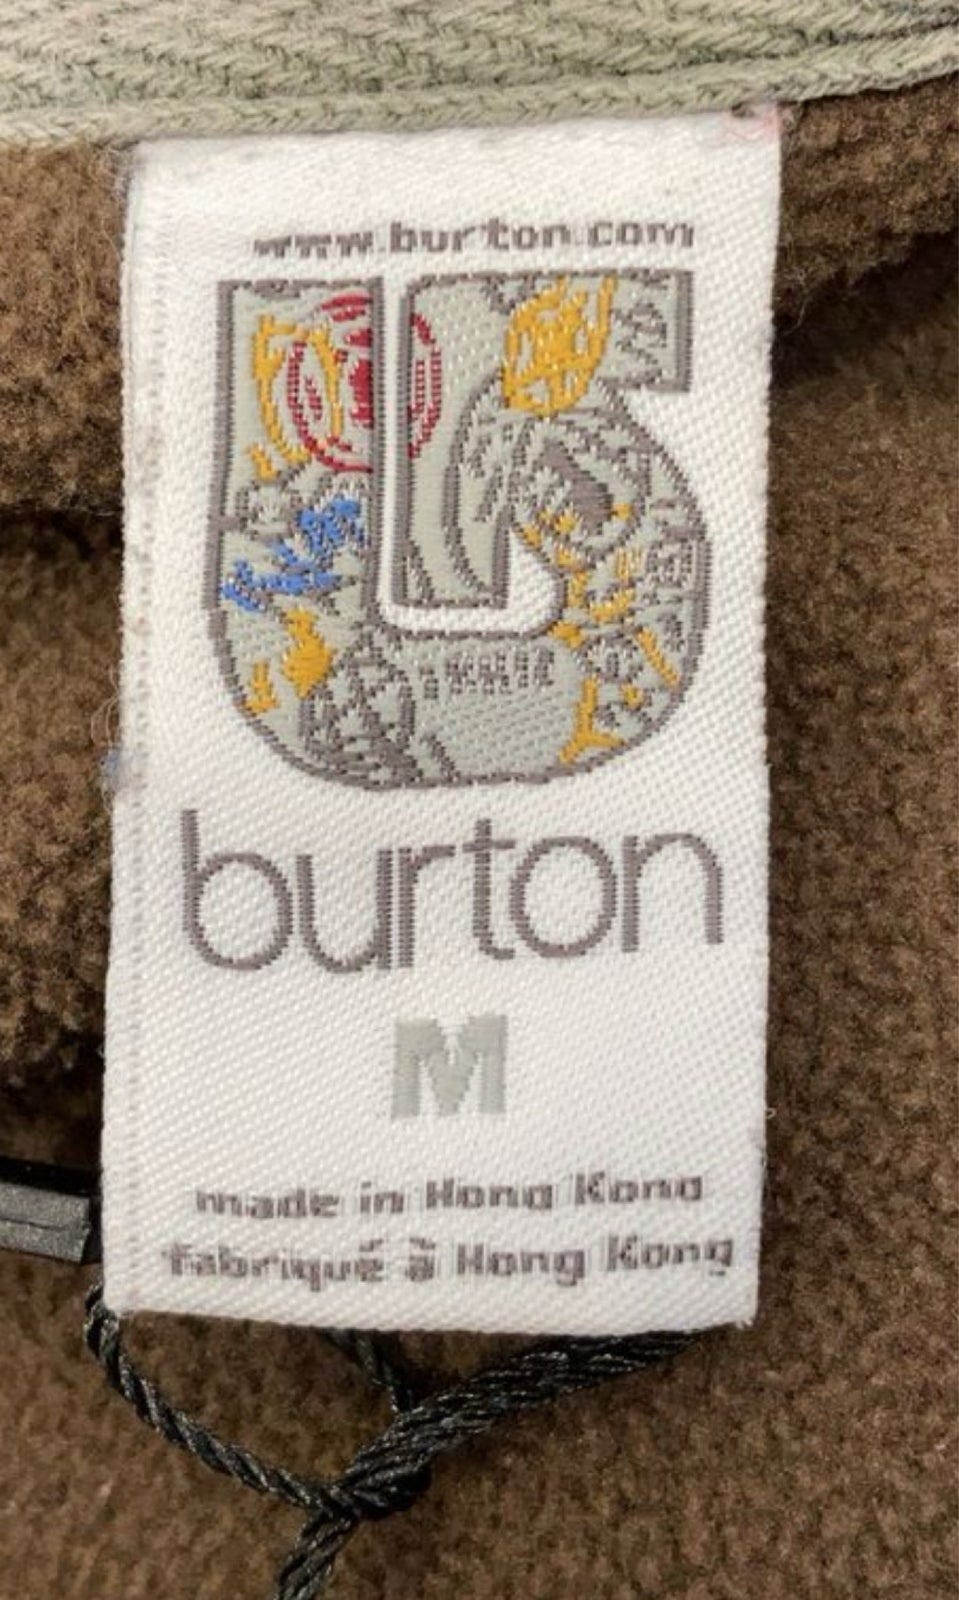 www.burton.com
burton
M
made in Hong Kong
fabriqué à Hong Kong